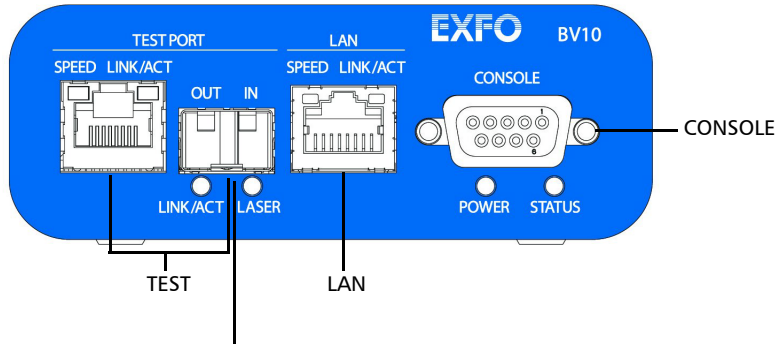 EXFO BV10
TEST PORT LAN
SPEED LINK/ACT SPEED LINK/ACT CONSOLE
OUT IN
1
6
CONSOLE
LINK/ACT LASER POWER STATUS
TEST LAN